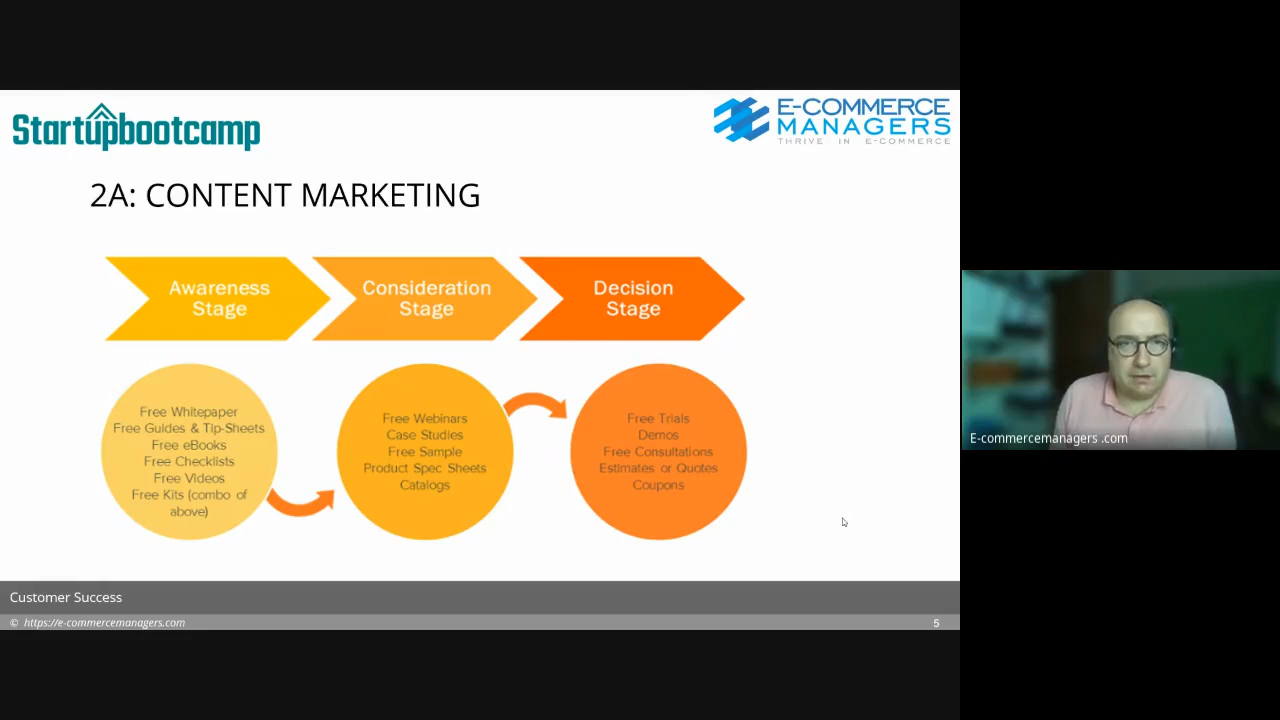 Startupbootcamp
E-COMMERCE
MANAGERS
THRIVE IN E-COMMERCE
2A: CONTENT MARKETING
Awareness
Stage
Consideration
Stage
Decision
Stage
Free Whitepaper
Free Guides & Tip-Sheets
Free eBooks
Free Checklists
Free Videos
Free Kits (combo of
above)
Free Webinars
Case Studies
Free Sample
Product Spec Sheets
Catalogs
Free Trials
Demos
Free Consultations
Estimates or Quotes
Coupons
E-commercemanagers .com
Customer Success
© https://e-commercemanagers.com
5